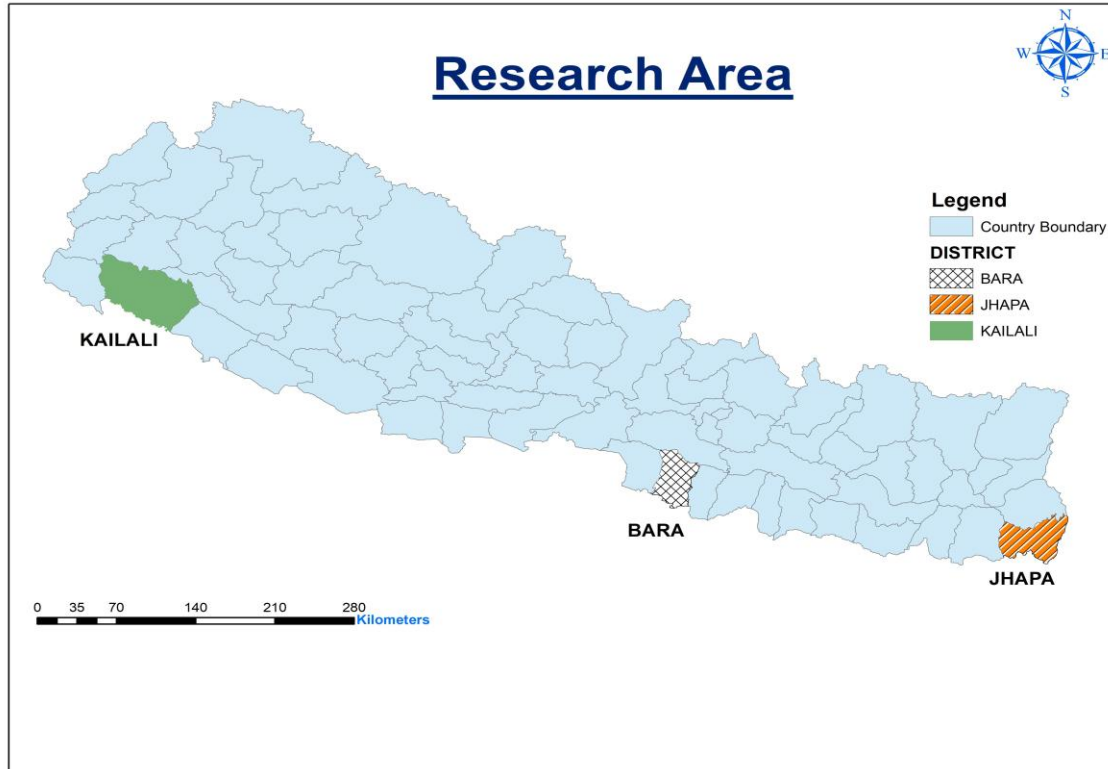 Research Area
N
W E
S
Legend
Country Boundary
DISTRICT
BARA
JHAPA
KAILALI
KAILALI
BARA
JHAPA
0 35 70 140 210 280
Kilometers